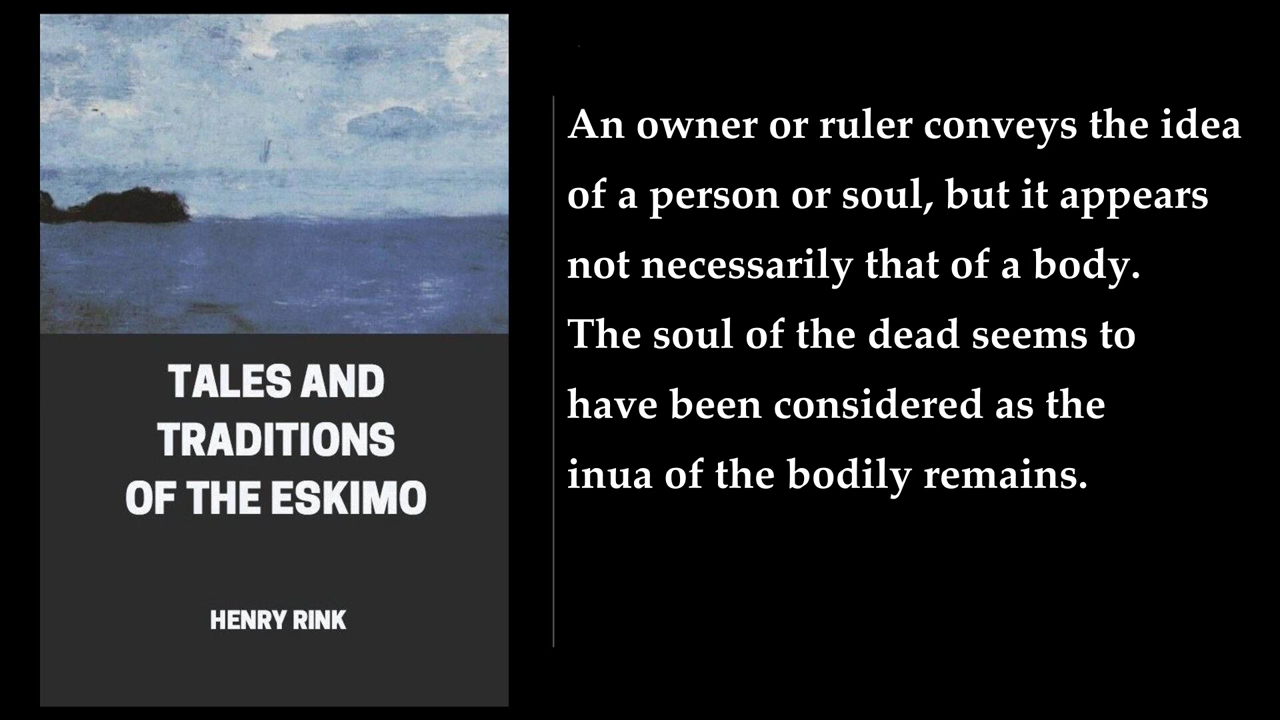 TALES AND
TRADITIONS
OF THE ESKIMO
HENRY RINK
An owner or ruler conveys the idea
of a person or soul, but it appears
not necessarily that of a body.
The soul of the dead seems to
have been considered as the
inua of the bodily remains.